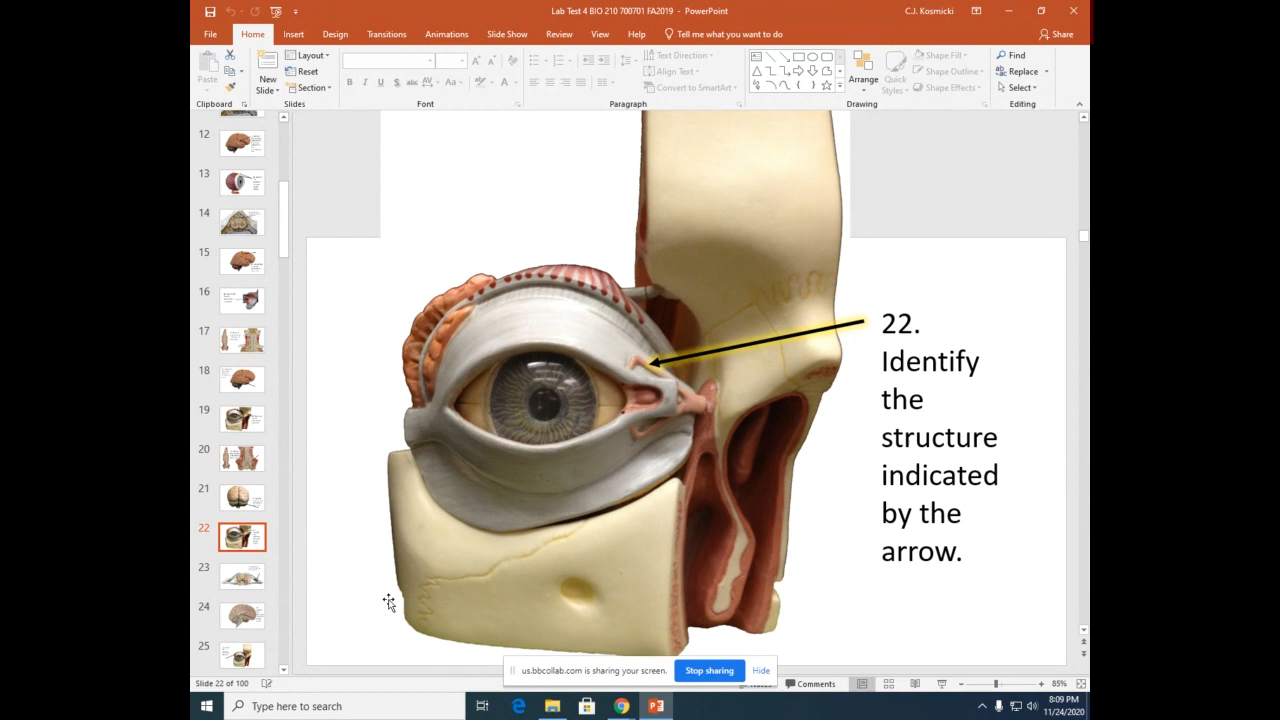 Lab Test 4 BIO 210 700701 FA2019 - PowerPoint
C.J. Kosmicki
File Home Insert Design Transitions Animations Slide Show Review View Help Tell me what you want to do Share
Paste
New Slide
Layout
Reset
Section
Text Direction
Align Text
Convert to SmartArt
Arrange
Quick Styles
Shape Fill
Shape Outline
Shape Effects
Find
Replace
Select
Clipboard Slides Font Paragraph Drawing Editing
12
13
14
15
16
17
18
19
20
21
22
23
24
25
22.
Identify
the
structure
indicated
by the
arrow.
us.bbcollab.com is sharing your screen. Stop sharing Hide
Slide 22 of 100 Comments 85%
Type here to search
8:09 PM
11/24/2020